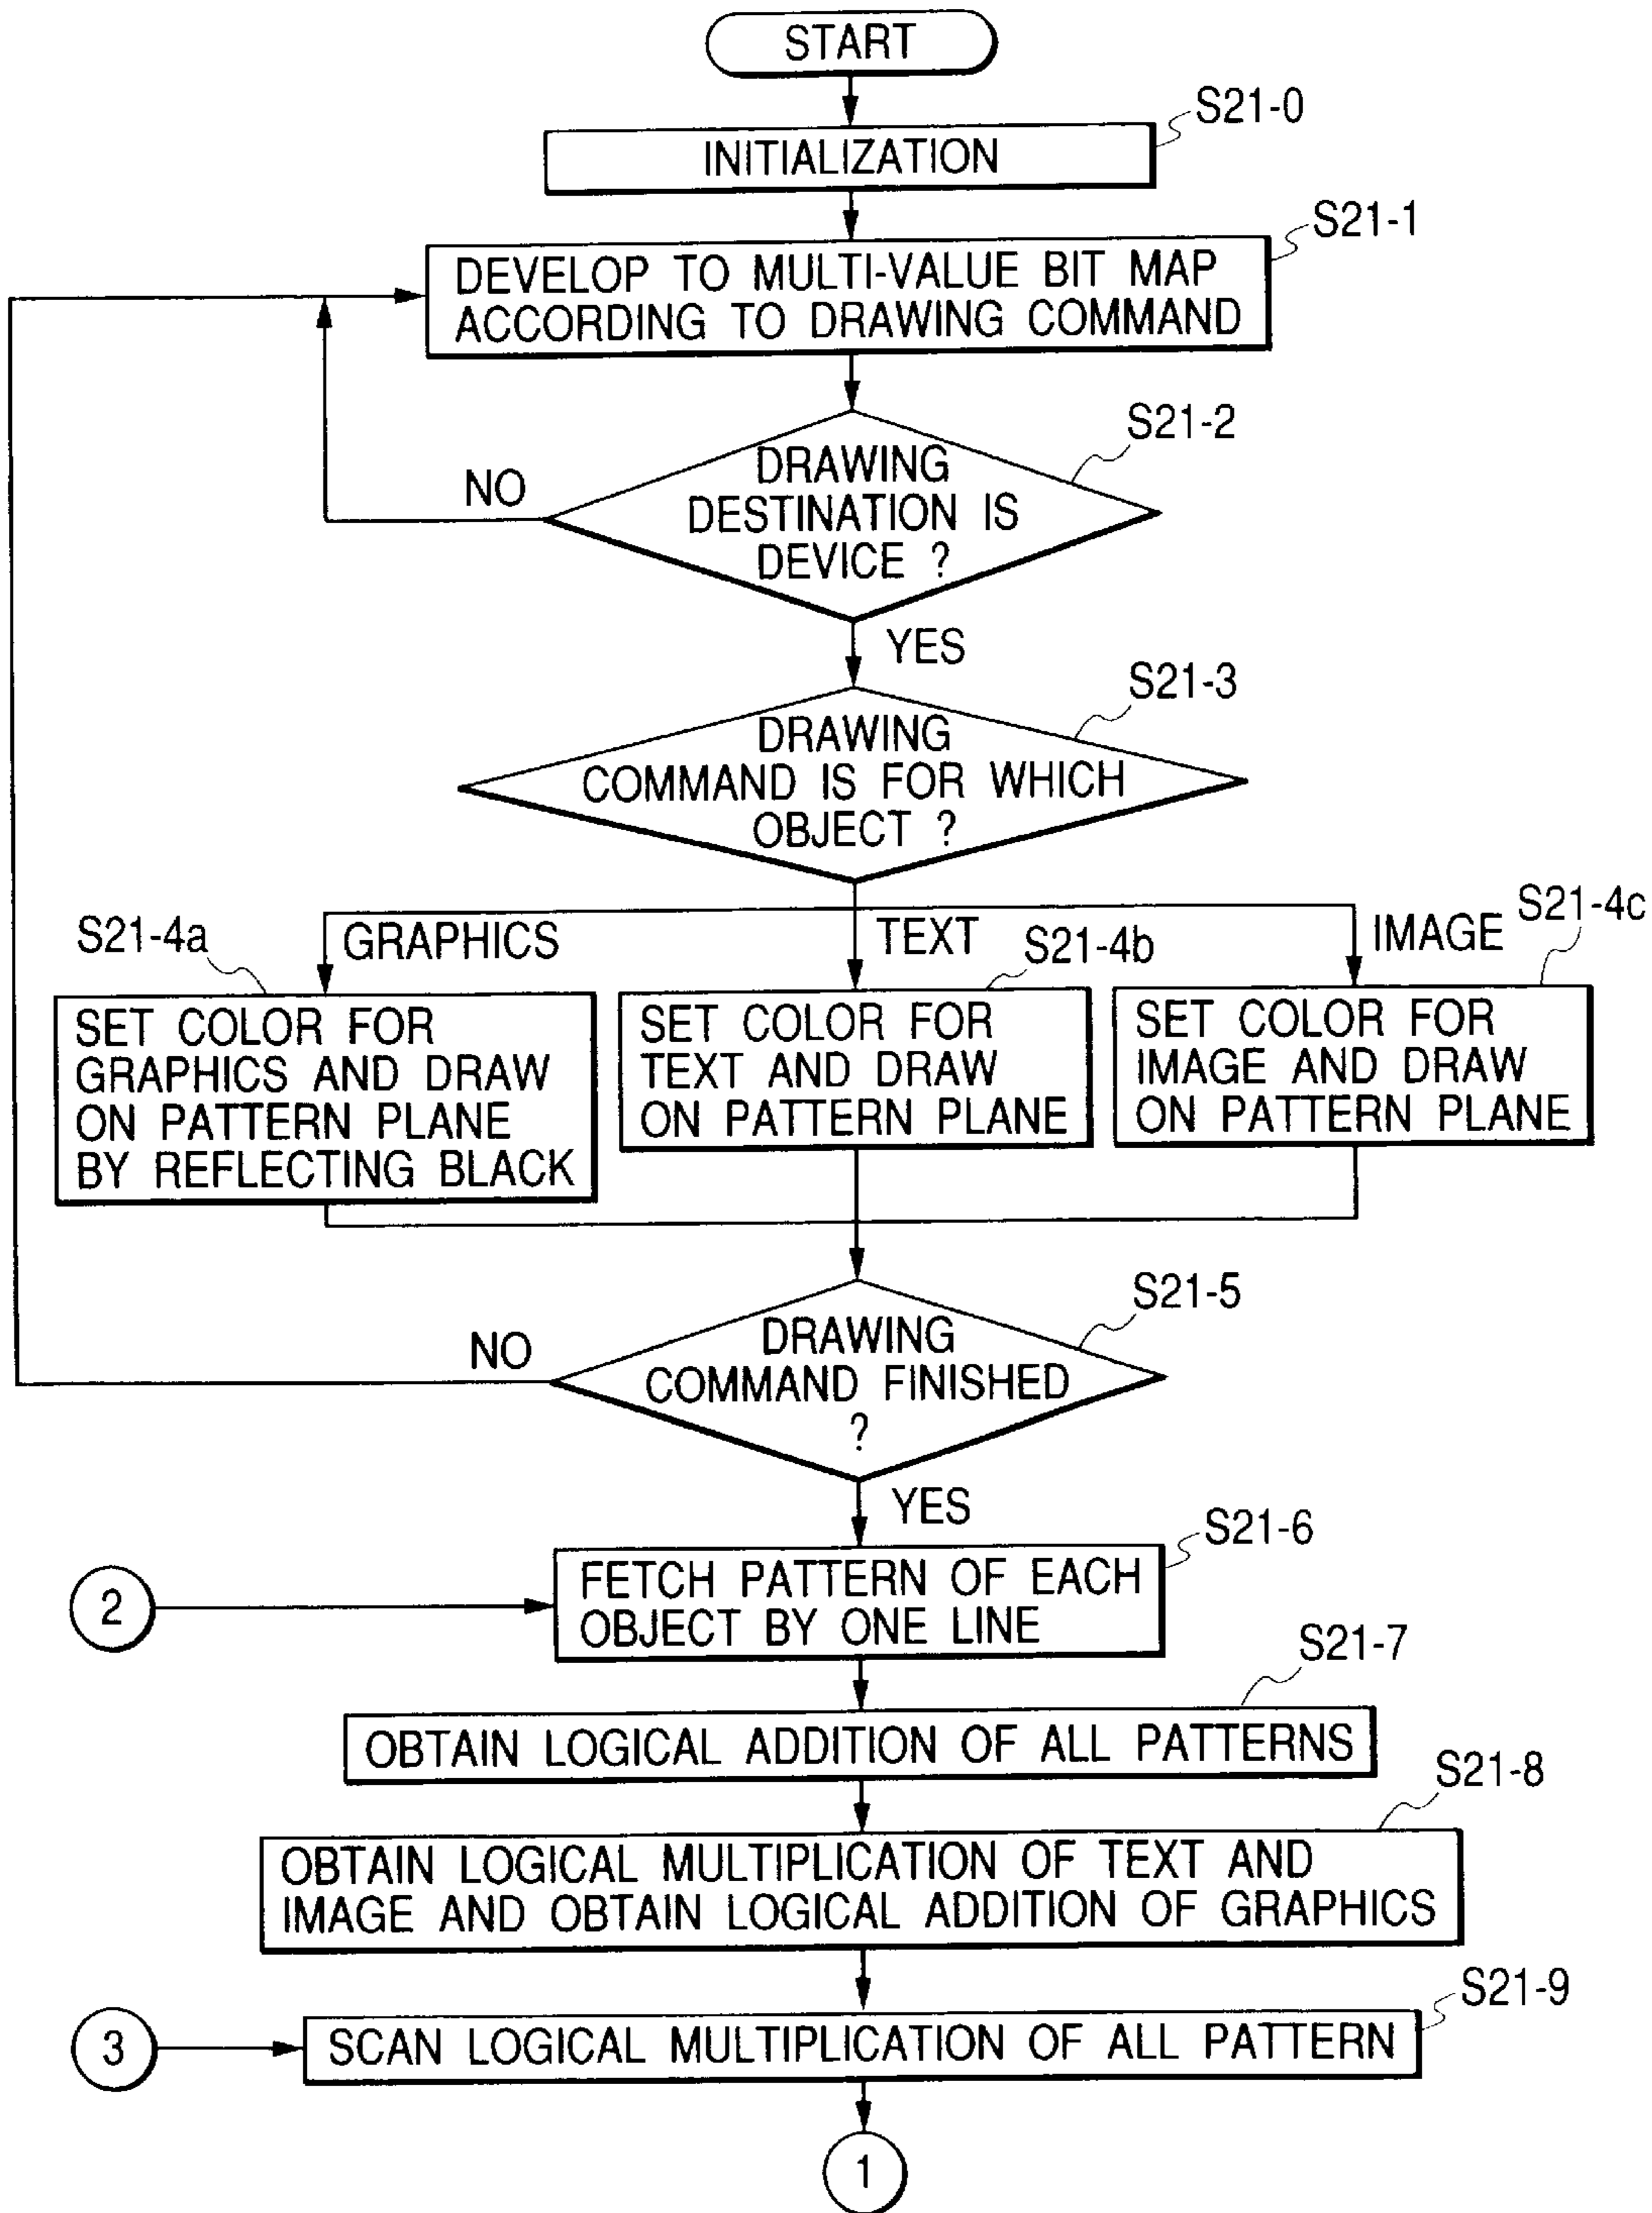 START
S21-0
INITIALIZATION
S21-1
DEVELOP TO MULTI-VALUE BIT MAP
ACCORDING TO DRAWING COMMAND
S21-2
DRAWING
DESTINATION IS
DEVICE ?
NO
YES
S21-3
DRAWING
COMMAND IS FOR WHICH
OBJECT ?
S21-4a
GRAPHICS
SET COLOR FOR
GRAPHICS AND DRAW
ON PATTERN PLANE
BY REFLECTING BLACK
TEXT
S21-4b
SET COLOR FOR
TEXT AND DRAW
ON PATTERN PLANE
IMAGE
S21-4c
SET COLOR FOR
IMAGE AND DRAW
ON PATTERN PLANE
S21-5
DRAWING
COMMAND FINISHED
?
NO
YES
S21-6
2
FETCH PATTERN OF EACH
OBJECT BY ONE LINE
S21-7
OBTAIN LOGICAL ADDITION OF ALL PATTERNS
S21-8
OBTAIN LOGICAL MULTIPLICATION OF TEXT AND
IMAGE AND OBTAIN LOGICAL ADDITION OF GRAPHICS
S21-9
3
SCAN LOGICAL MULTIPLICATION OF ALL PATTERN
1